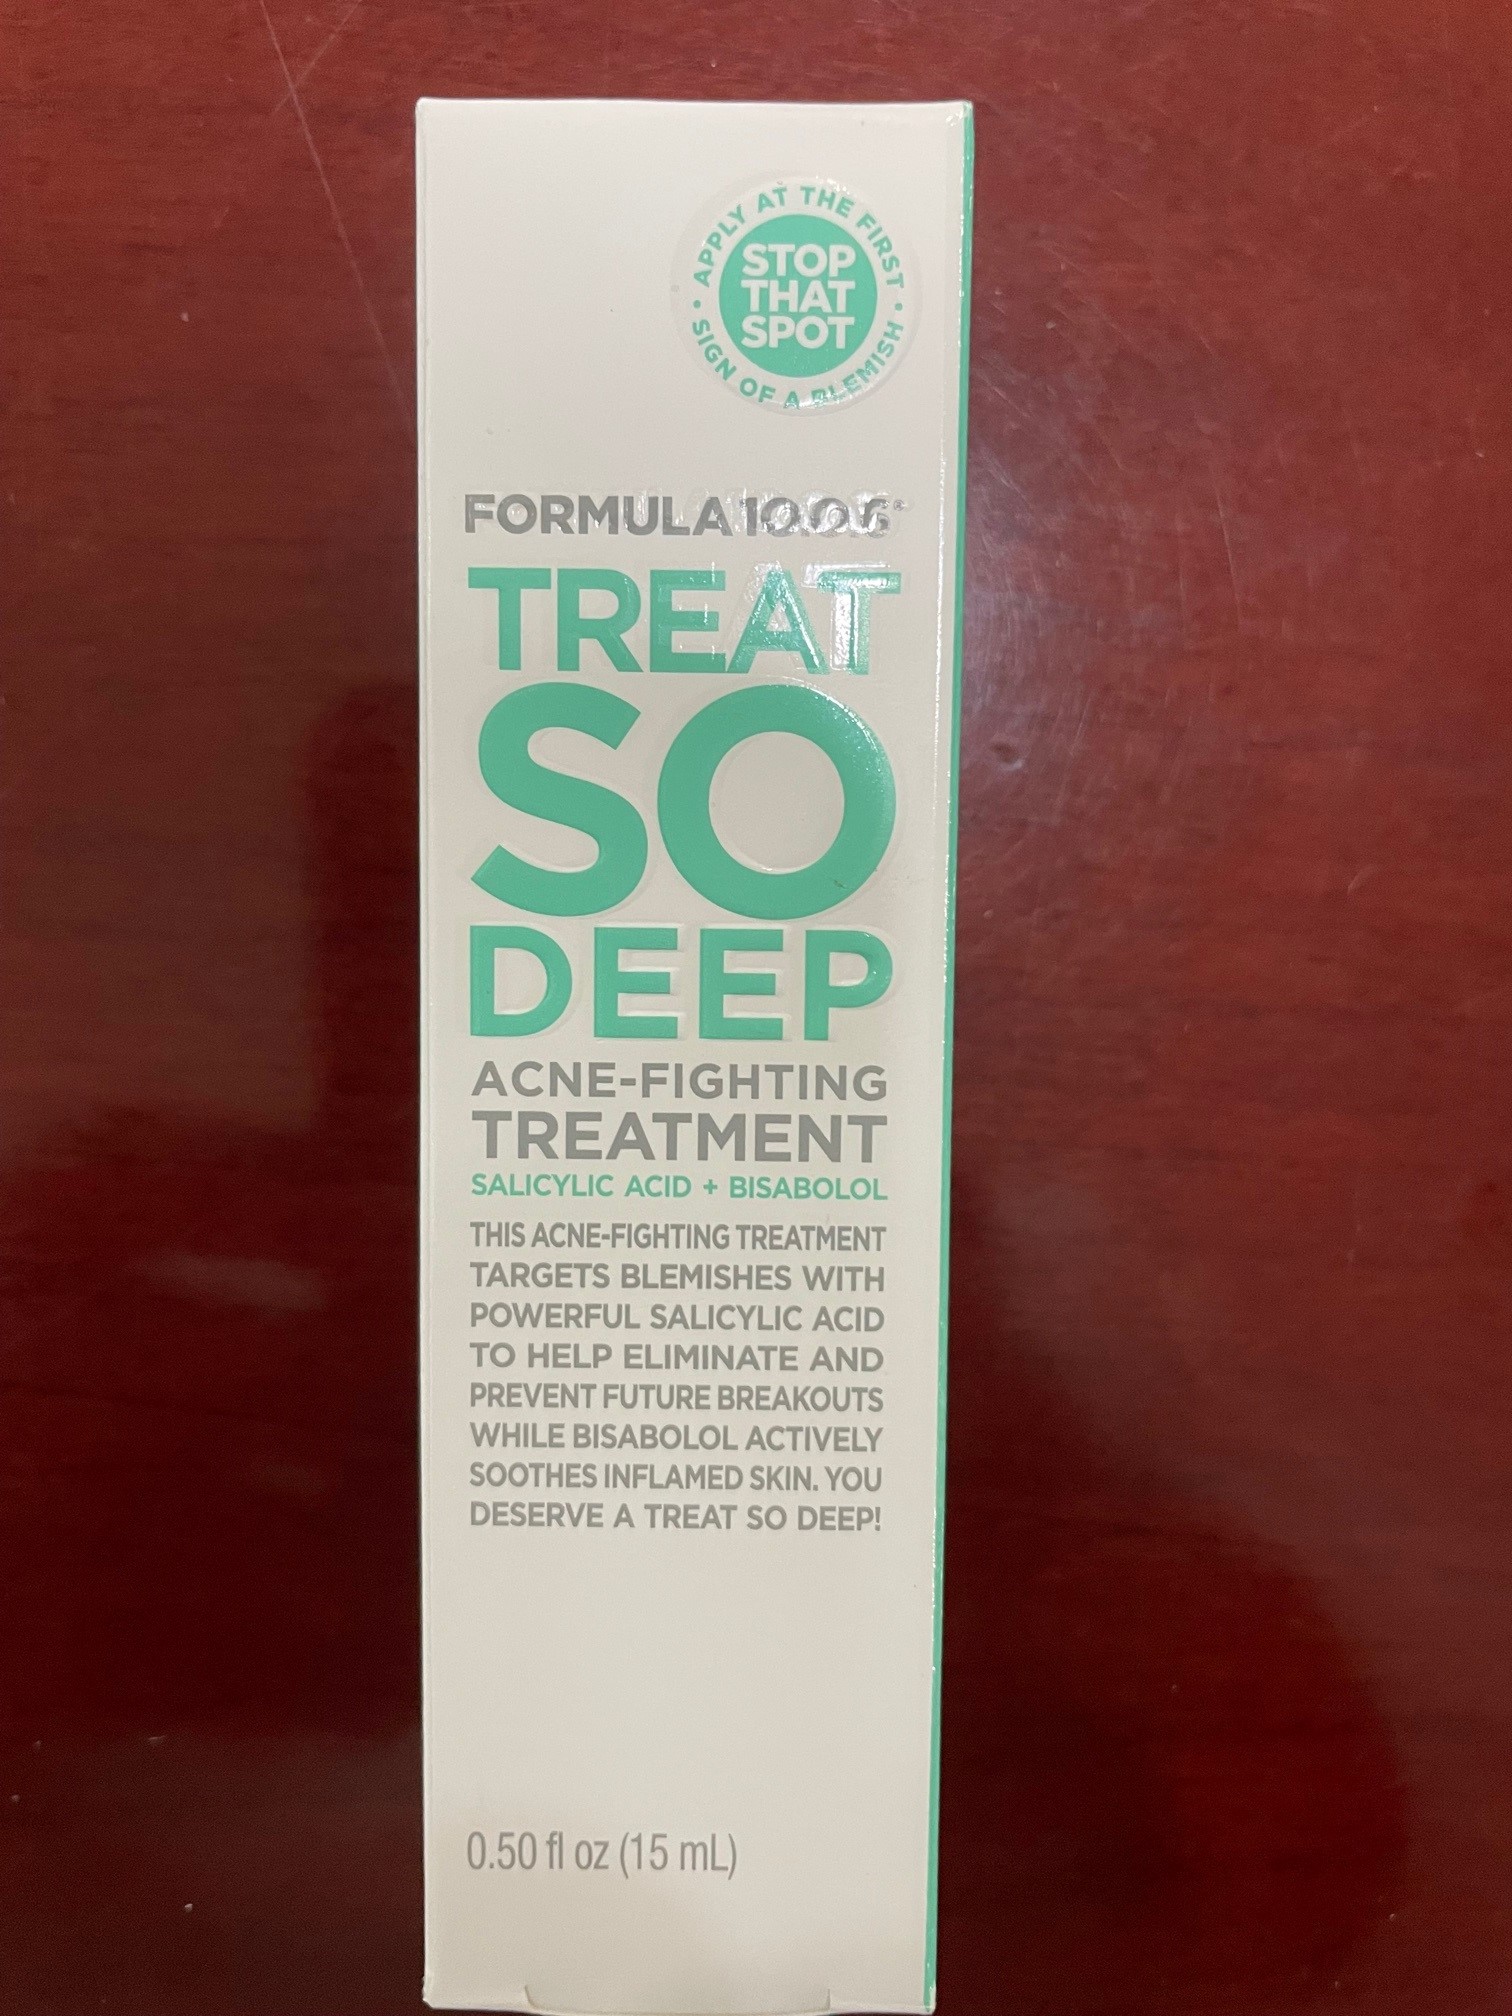 APPLY AT THE FIRST
STOP
THAT
SPOT
SIGN OF A BLEMISH
FORMULA 10.0.6®
TREAT
SO
DEEP
ACNE-FIGHTING
TREATMENT
SALICYLIC ACID + BISABOLOL
THIS ACNE-FIGHTING TREATMENT
TARGETS BLEMISHES WITH
POWERFUL SALICYLIC ACID
TO HELP ELIMINATE AND
PREVENT FUTURE BREAKOUTS
WHILE BISABOLOL ACTIVELY
SOOTHES INFLAMED SKIN. YOU
DESERVE A TREAT SO DEEP!
0.50 fl oz (15 mL)